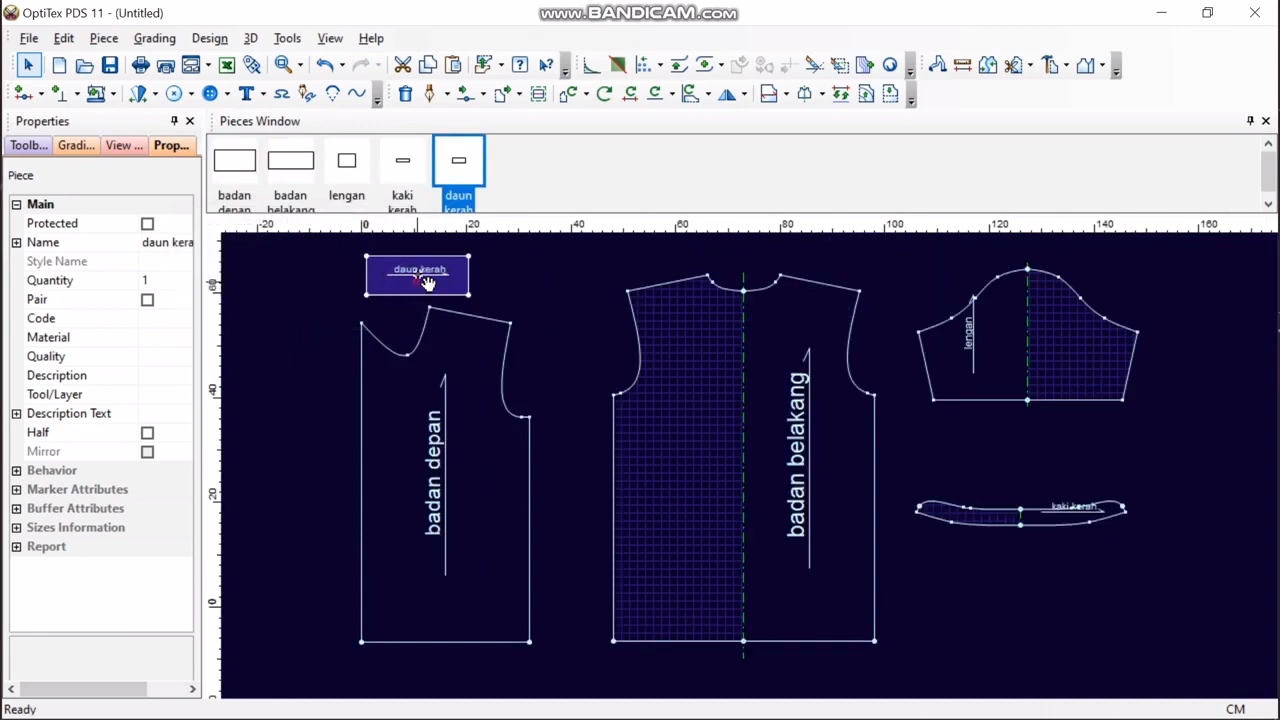 OptiTex PDS 11 - (Untitled)
www.BANDICAM.com
File Edit Piece Grading Design 3D Tools View Help
Properties
Pieces Window
Toolb... Gradi... View ... Prop...
Piece
badan depan
badan belakang
lengan
kaki kerah
daun kerah
Main
Protected
Name daun kera
Style Name
Quantity 1
Pair
Code
Material
Quality
Description
Tool/Layer
Description Text
Half
Mirror
Behavior
Marker Attributes
Buffer Attributes
Sizes Information
Report
-20 0 20 40 60 80 100 120 140 160
60
40
20
0
daun kerah
badan depan
badan belakang
lengan
kaki kerah
Ready
CM